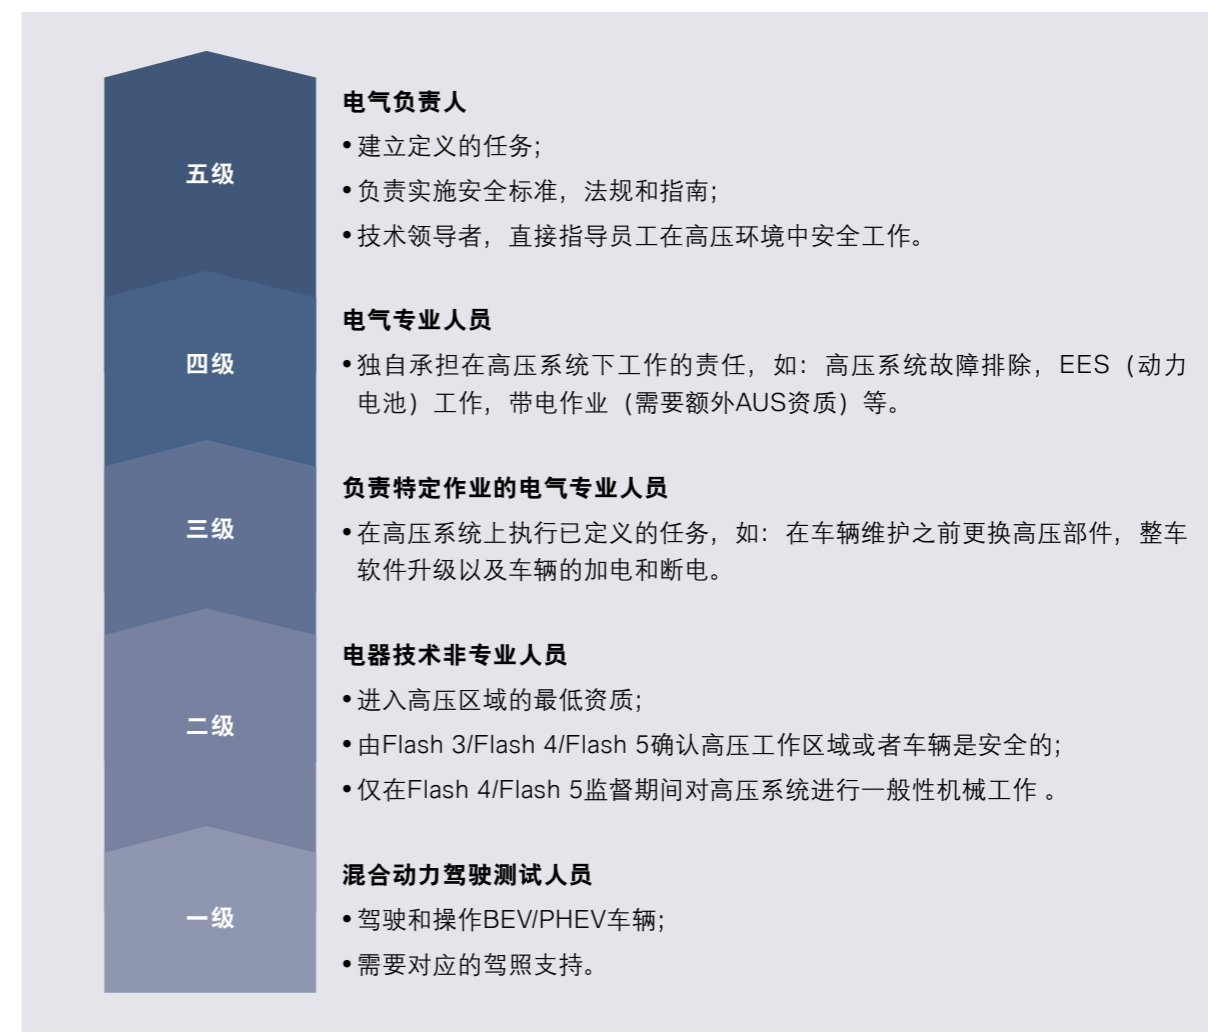 五级
电气负责人
•建立定义的任务;
•负责实施安全标准，法规和指南;
•技术领导者，直接指导员工在高压环境中安全工作。
四级
电气专业人员
•独自承担在高压系统下工作的责任，如：高压系统故障排除，EES（动力
电池）工作，带电作业（需要额外AUS资质）等。
三级
负责特定作业的电气专业人员
•在高压系统上执行已定义的任务，如：在车辆维护之前更换高压部件，整车
软件升级以及车辆的加电和断电。
二级
电器技术非专业人员
•进入高压区域的最低资质;
•由Flash 3/Flash 4/Flash 5确认高压工作区域或者车辆是安全的;
•仅在Flash 4/Flash 5监督期间对高压系统进行一般性机械工作 。
一级
混合动力驾驶测试人员
•驾驶和操作BEV/PHEV车辆;
•需要对应的驾照支持。